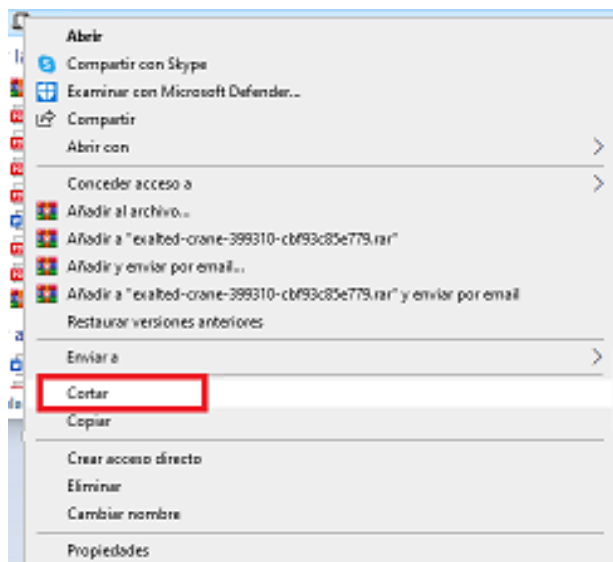 Abrir
Compartir con Skype
Examinar con Microsoft Defender...
Compartir
Abrir con
Conceder acceso a
Añadir al archivo...
Añadir a "exalted-crane-399310-cbf93c85e779.rar"
Añadir y enviar por email...
Añadir a "exalted-crane-399310-cbf93c85e779.rar" y enviar por email
Restaurar versiones anteriores
Enviar a
Cortar
Copiar
Crear acceso directo
Eliminar
Cambiar nombre
Propiedades